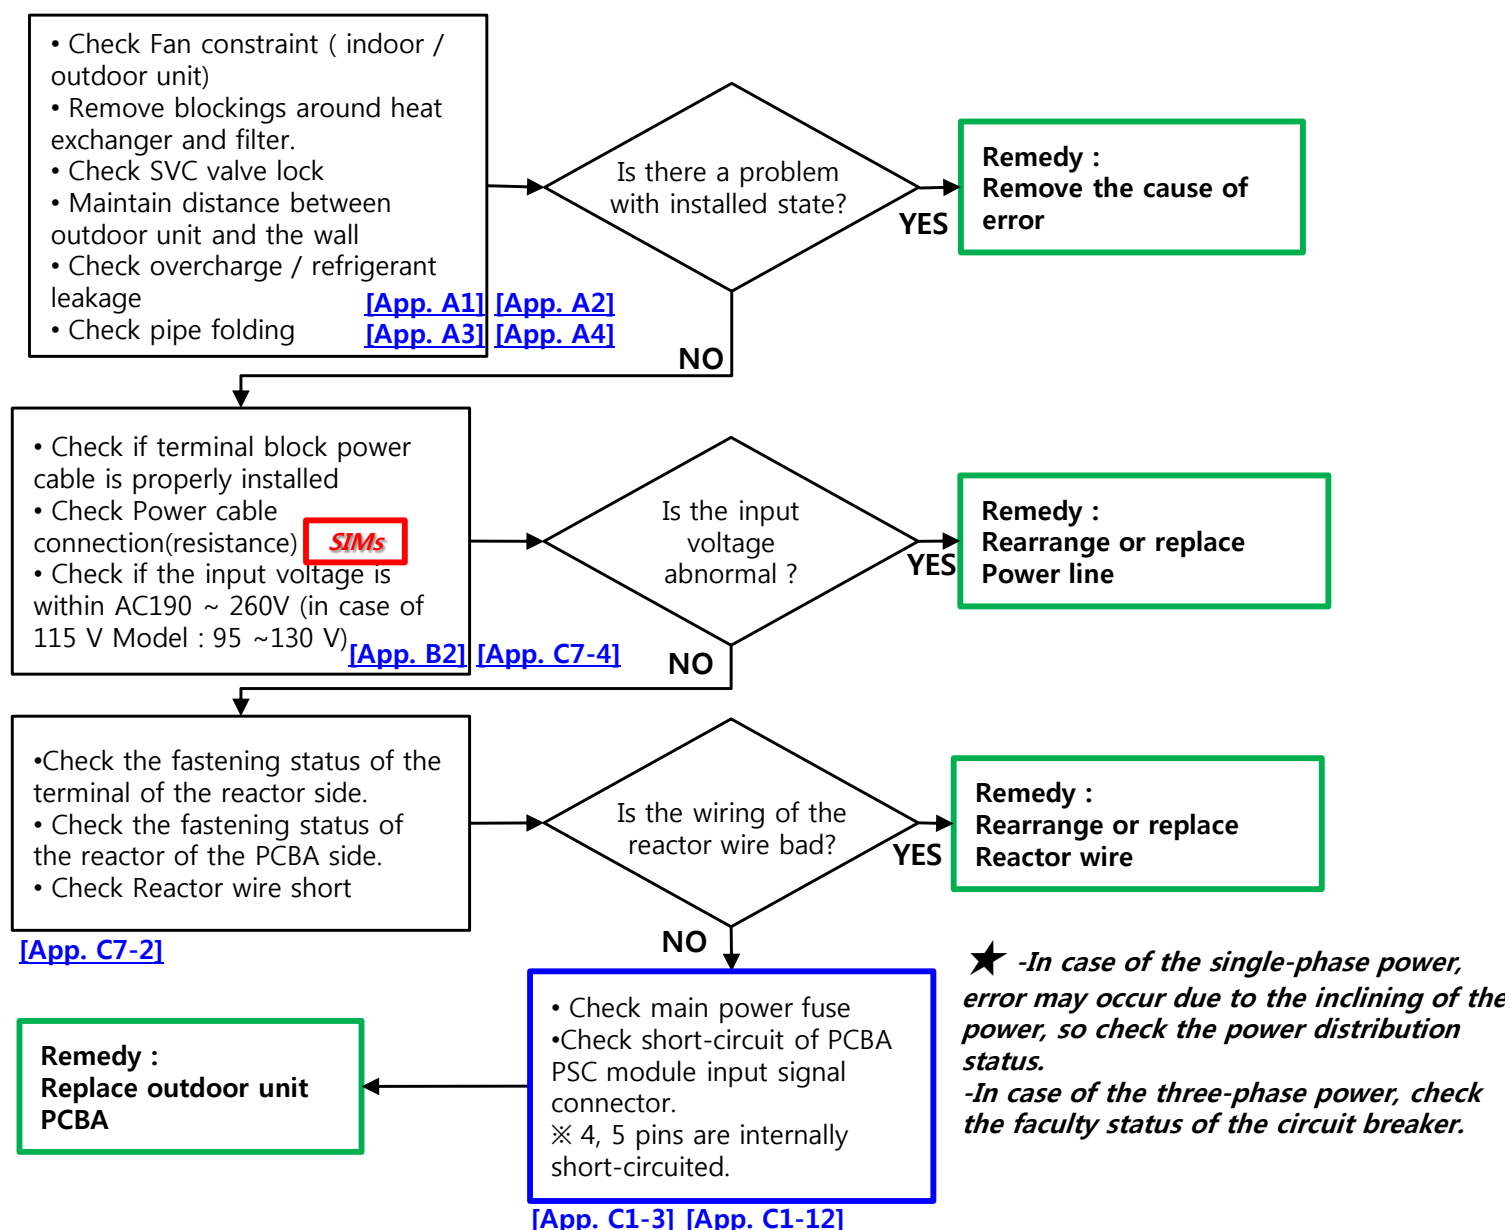 • Check Fan constraint ( indoor /
outdoor unit)
• Remove blockings around heat
exchanger and filter.
• Check SVC valve lock
• Maintain distance between
outdoor unit and the wall
• Check overcharge / refrigerant
leakage
• Check pipe folding
[App. A1] [App. A2]
[App. A3] [App. A4]
Is there a problem
with installed state?
YES
Remedy :
Remove the cause of
error
NO
• Check if terminal block power
cable is properly installed
• Check Power cable
connection(resistance)
SIMs
• Check if the input voltage is
within AC190 ~ 260V (in case of
115 V Model : 95 ~130 V)
[App. B2] [App. C7-4]
Is the input
voltage
abnormal ?
YES
Remedy :
Rearrange or replace
Power line
NO
•Check the fastening status of the
terminal of the reactor side.
• Check the fastening status of
the reactor of the PCBA side.
• Check Reactor wire short
[App. C7-2]
Is the wiring of the
reactor wire bad?
YES
Remedy :
Rearrange or replace
Reactor wire
NO
• Check main power fuse
•Check short-circuit of PCBA
PSC module input signal
connector.
※ 4, 5 pins are internally
short-circuited.
[App. C1-3] [App. C1-12]
Remedy :
Replace outdoor unit
PCBA
★ -In case of the single-phase power,
error may occur due to the inclining of the
power, so check the power distribution
status.
-In case of the three-phase power, check
the faculty status of the circuit breaker.